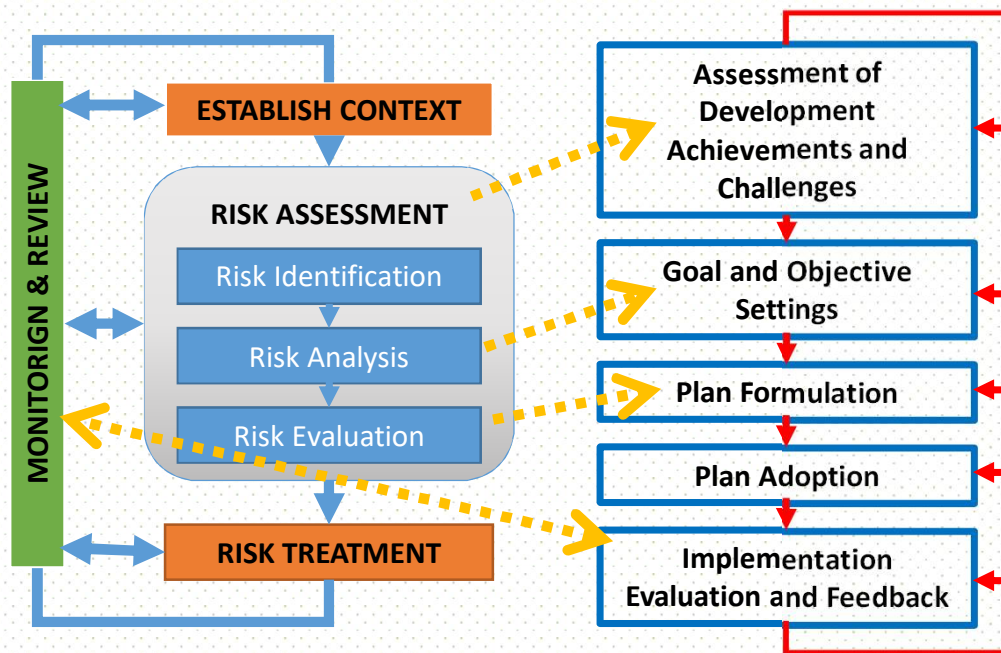 MONITORIGN & REVIEW
ESTABLISH CONTEXT
RISK ASSESSMENT
Risk Identification
Risk Analysis
Risk Evaluation
RISK TREATMENT
Assessment of
Development
Achievements and
Challenges
Goal and Objective
Settings
Plan Formulation
Plan Adoption
Implementation
Evaluation and Feedback